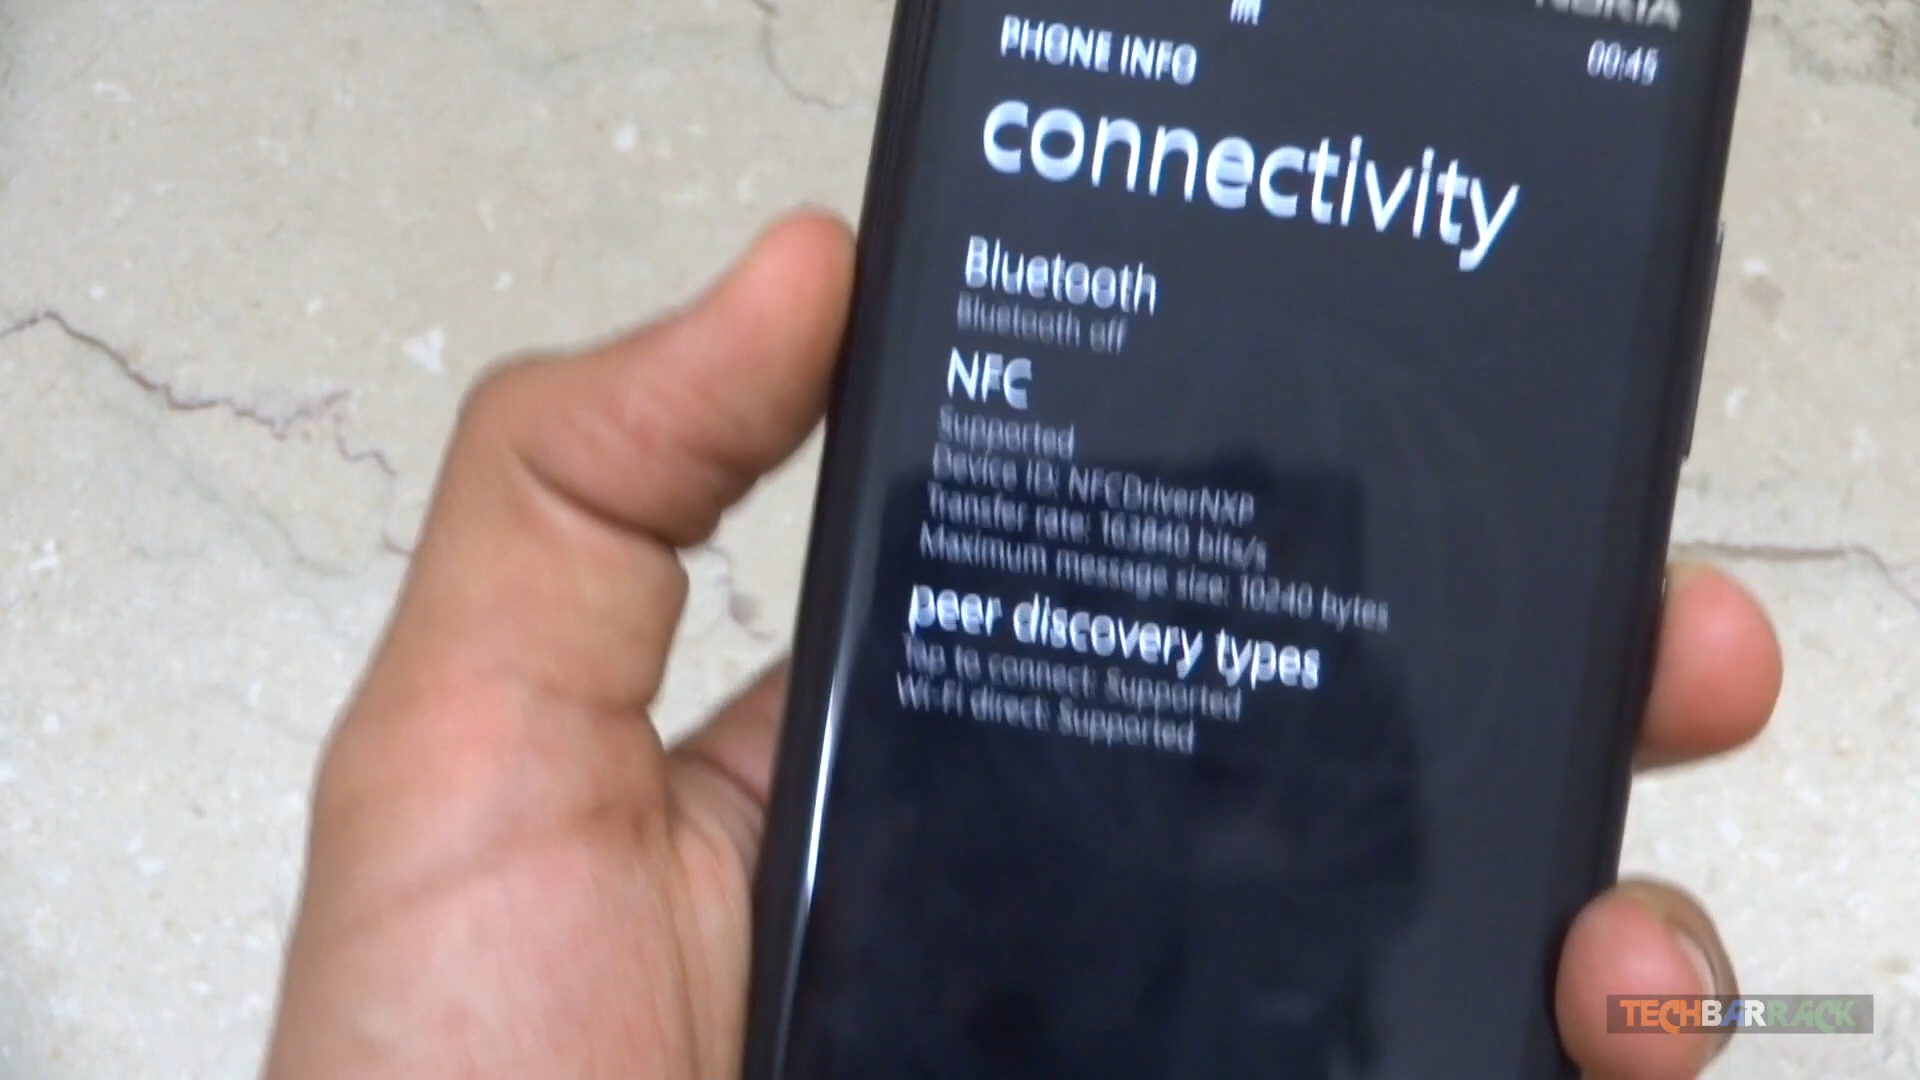 NOKIA
00:45
PHONE INFO
connectivity
Bluetooth
Bluetooth off
NFC
Supported
Device ID: NFCDriverNXP
Transfer rate: 163840 bits/s
Maximum message size: 10240 bytes
peer discovery types
Tap to connect: Supported
Wi-Fi direct: Supported
TECHBARRACK